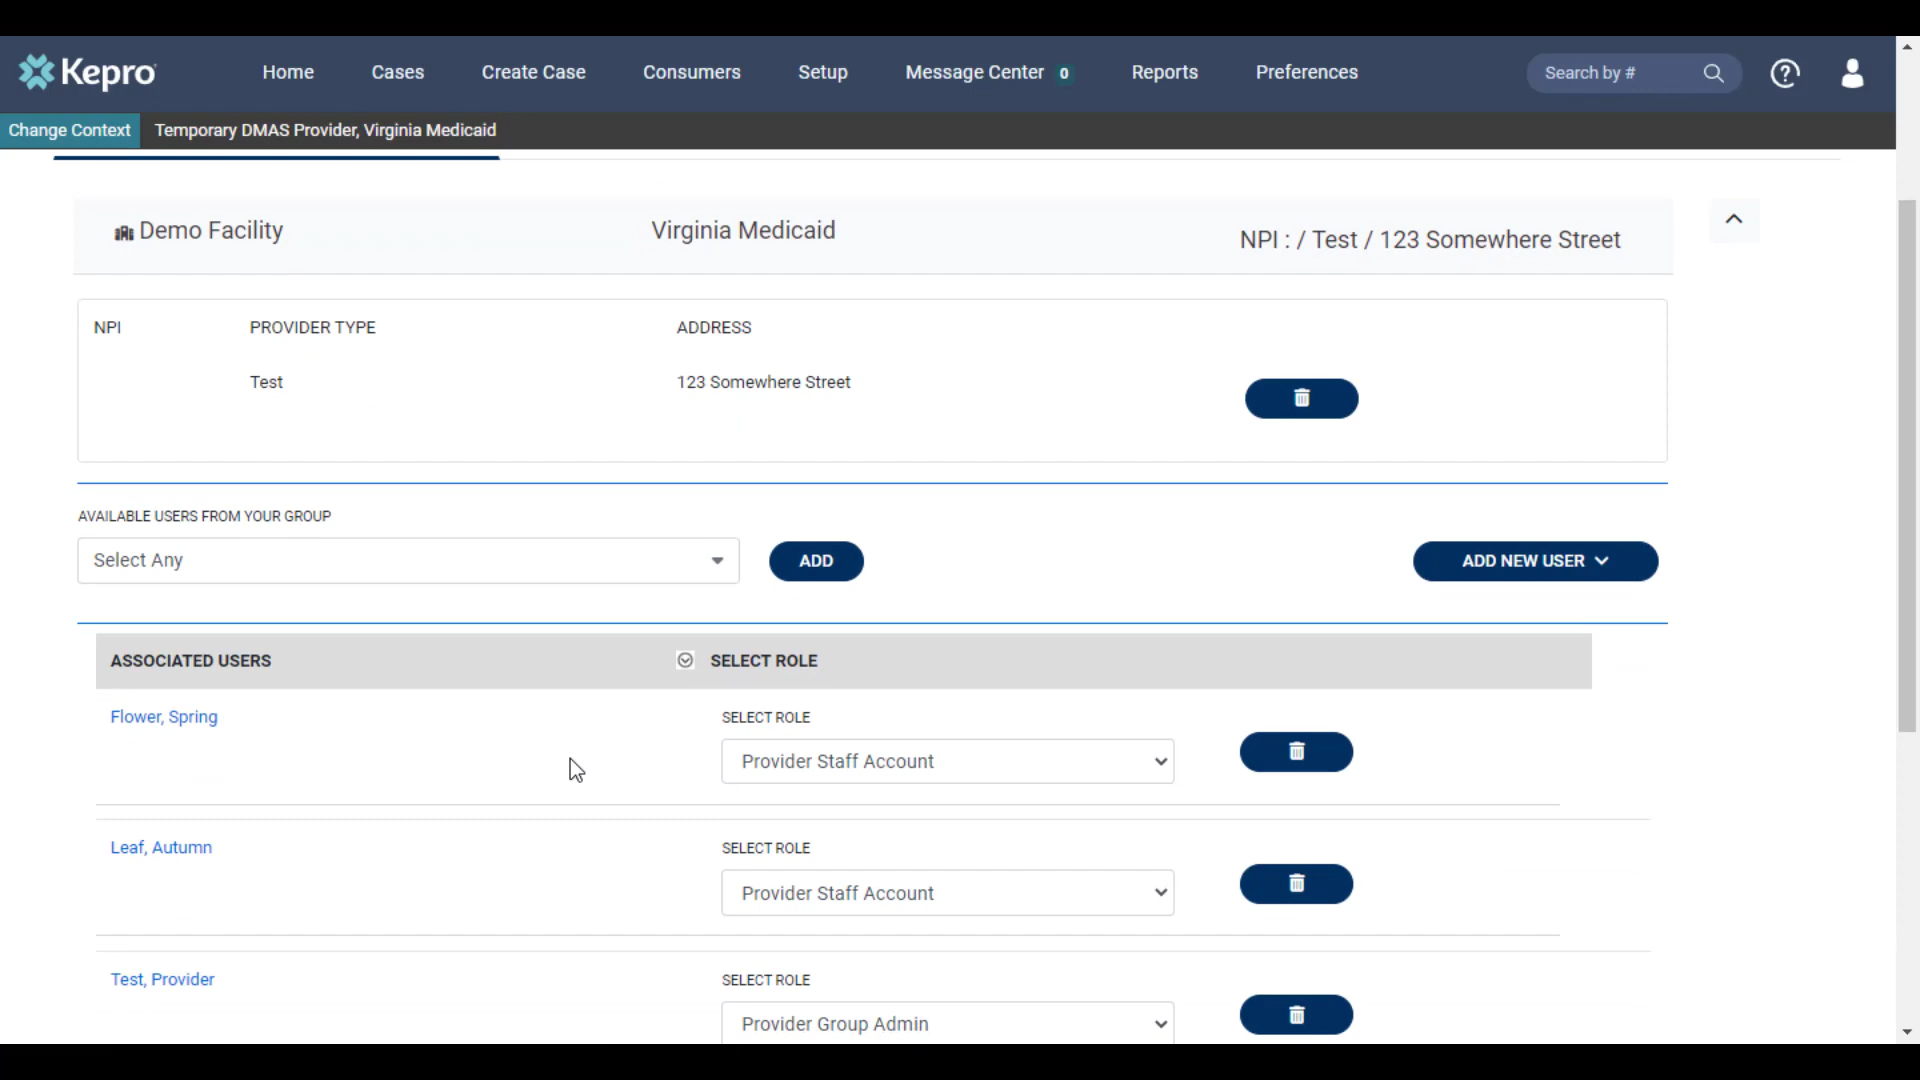 Kepro
Home Cases Create Case Consumers Setup Message Center 0 Reports Preferences Search by #
Change Context Temporary DMAS Provider, Virginia Medicaid
Demo Facility Virginia Medicaid NPI : / Test / 123 Somewhere Street
NPI PROVIDER TYPE ADDRESS
Test 123 Somewhere Street
AVAILABLE USERS FROM YOUR GROUP
Select Any ADD ADD NEW USER
ASSOCIATED USERS SELECT ROLE
Flower, Spring SELECT ROLE
Provider Staff Account
Leaf, Autumn SELECT ROLE
Provider Staff Account
Test, Provider SELECT ROLE
Provider Group Admin